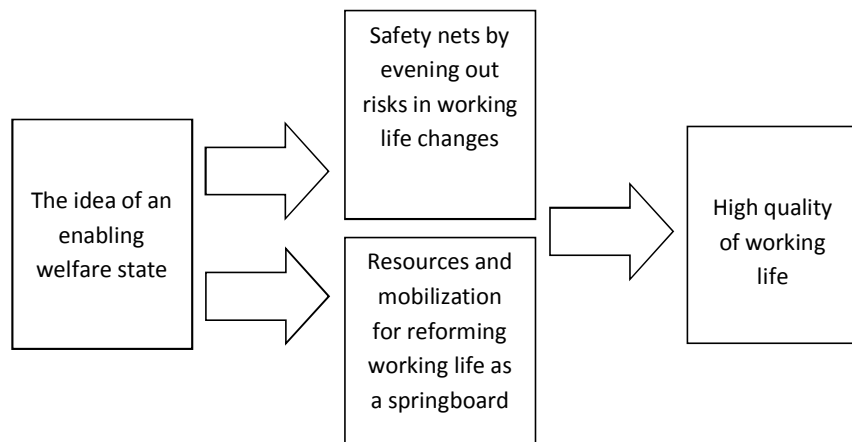 The idea of an
enabling
welfare state
Safety nets by
evening out
risks in working
life changes
Resources and
mobilization
for reforming
working life as
a springboard
High quality
of working
life